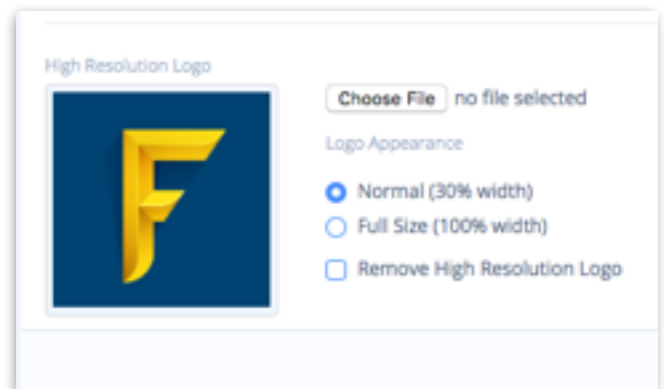 High Resolution Logo
F
Choose File no file selected
Logo Appearance
Normal (30% width)
Full Size (100% width)
Remove High Resolution Logo